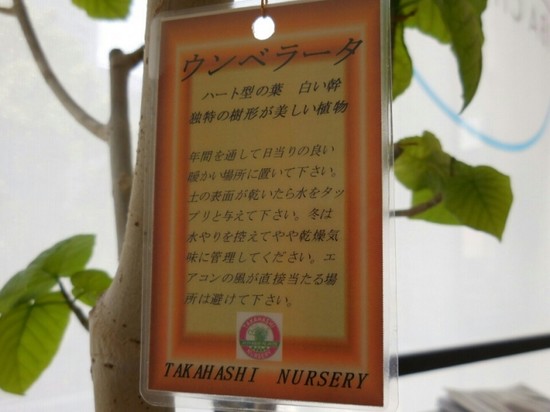 ウンベラータ
ハート型の葉　白い幹
独特の樹形が美しい植物
年間を通して日当りの良い
暖かい場所に置いて下さい。
土の表面が乾いたら水をタッ
プリと与えて下さい。冬は
水やりを控えてやや乾燥気
味に管理してください。エ
アコンの風が直接当たる場
所は避けて下さい。
TAKAHASHI NURSERY